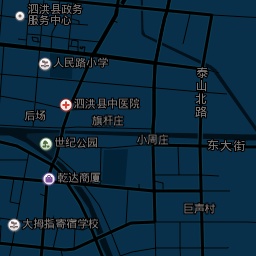 泗洪县政务
服务中心
人民路小学
泰山北路
泗洪县中医院
后场
旗杆庄
世纪公园
小周庄
东大街
乾达商厦
巨声村
大拇指寄宿学校